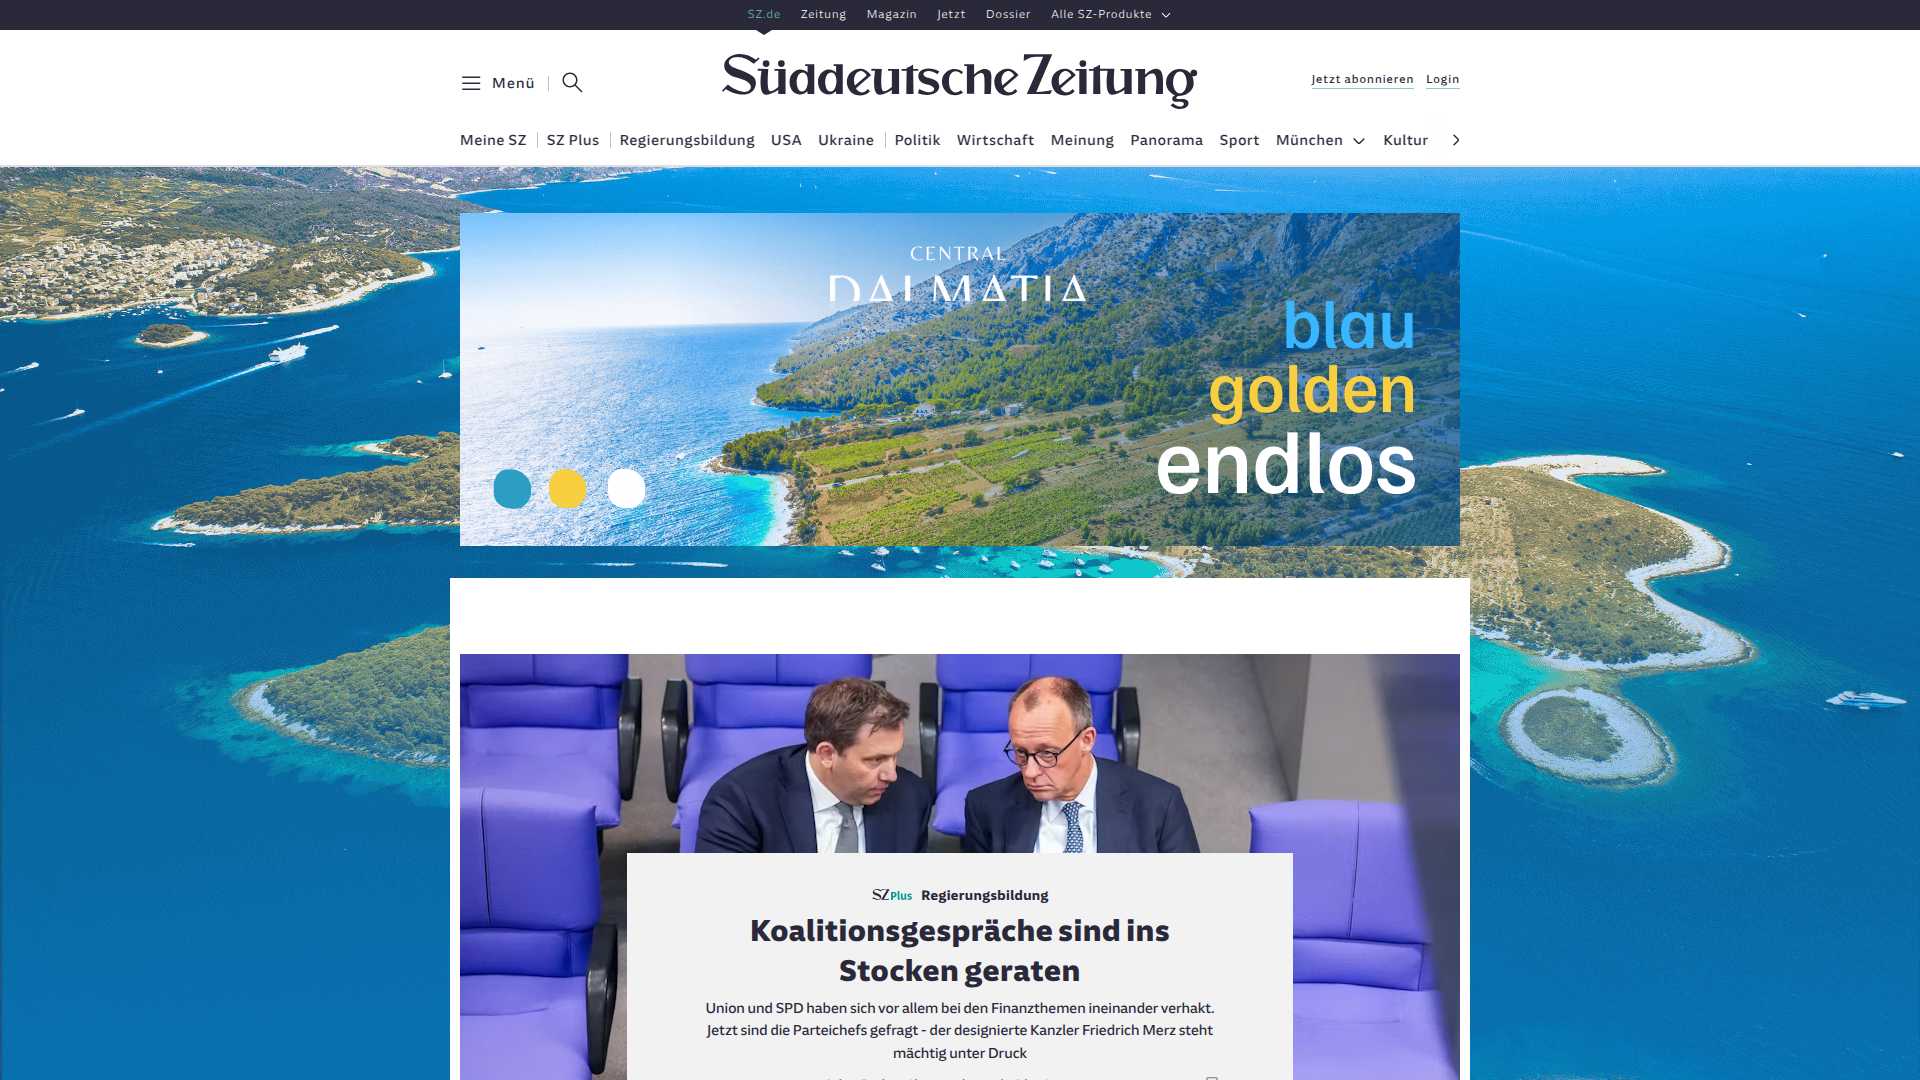 SZ.de Zeitung Magazin Jetzt Dossier Alle SZ-Produkte
Menü
Süddeutsche Zeitung
Jetzt abonnieren Login
Meine SZ SZ Plus Regierungsbildung USA Ukraine Politik Wirtschaft Meinung Panorama Sport München Kultur
CENTRAL
DALMATIA
blau
golden
endlos
SZ Plus Regierungsbildung
Koalitionsgespräche sind ins
Stocken geraten
Union und SPD haben sich vor allem bei den Finanzthemen ineinander verhakt.
Jetzt sind die Parteichefs gefragt - der designierte Kanzler Friedrich Merz steht
mächtig unter Druck